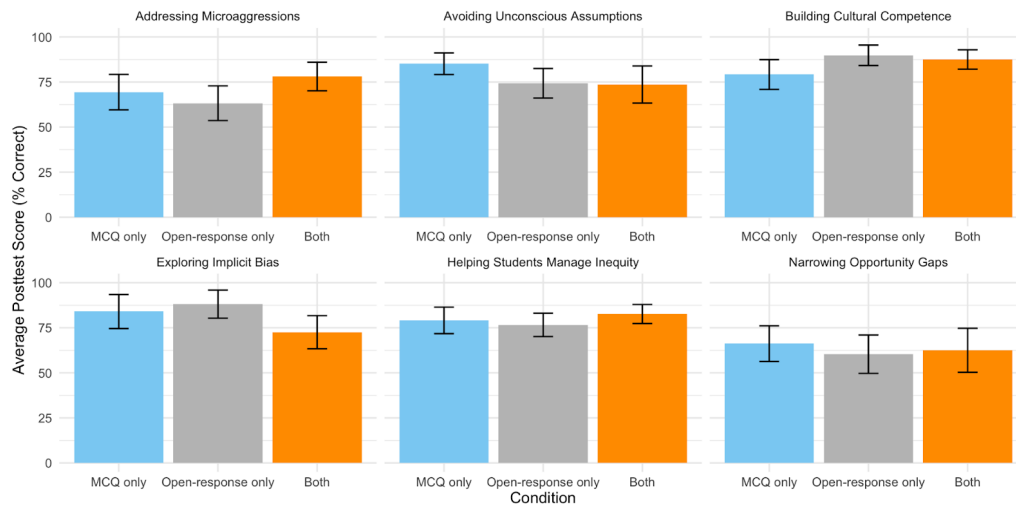 Addressing Microaggressions
Avoiding Unconscious Assumptions
Building Cultural Competence
100
75
50
25
0
MCQ only
Open-response only
Both
MCQ only
Open-response only
Both
MCQ only
Open-response only
Both
Exploring Implicit Bias
Helping Students Manage Inequity
Narrowing Opportunity Gaps
100
75
50
25
0
MCQ only
Open-response only
Both
MCQ only
Open-response only
Both
MCQ only
Open-response only
Both
Average Posttest Score (% Correct)
Condition